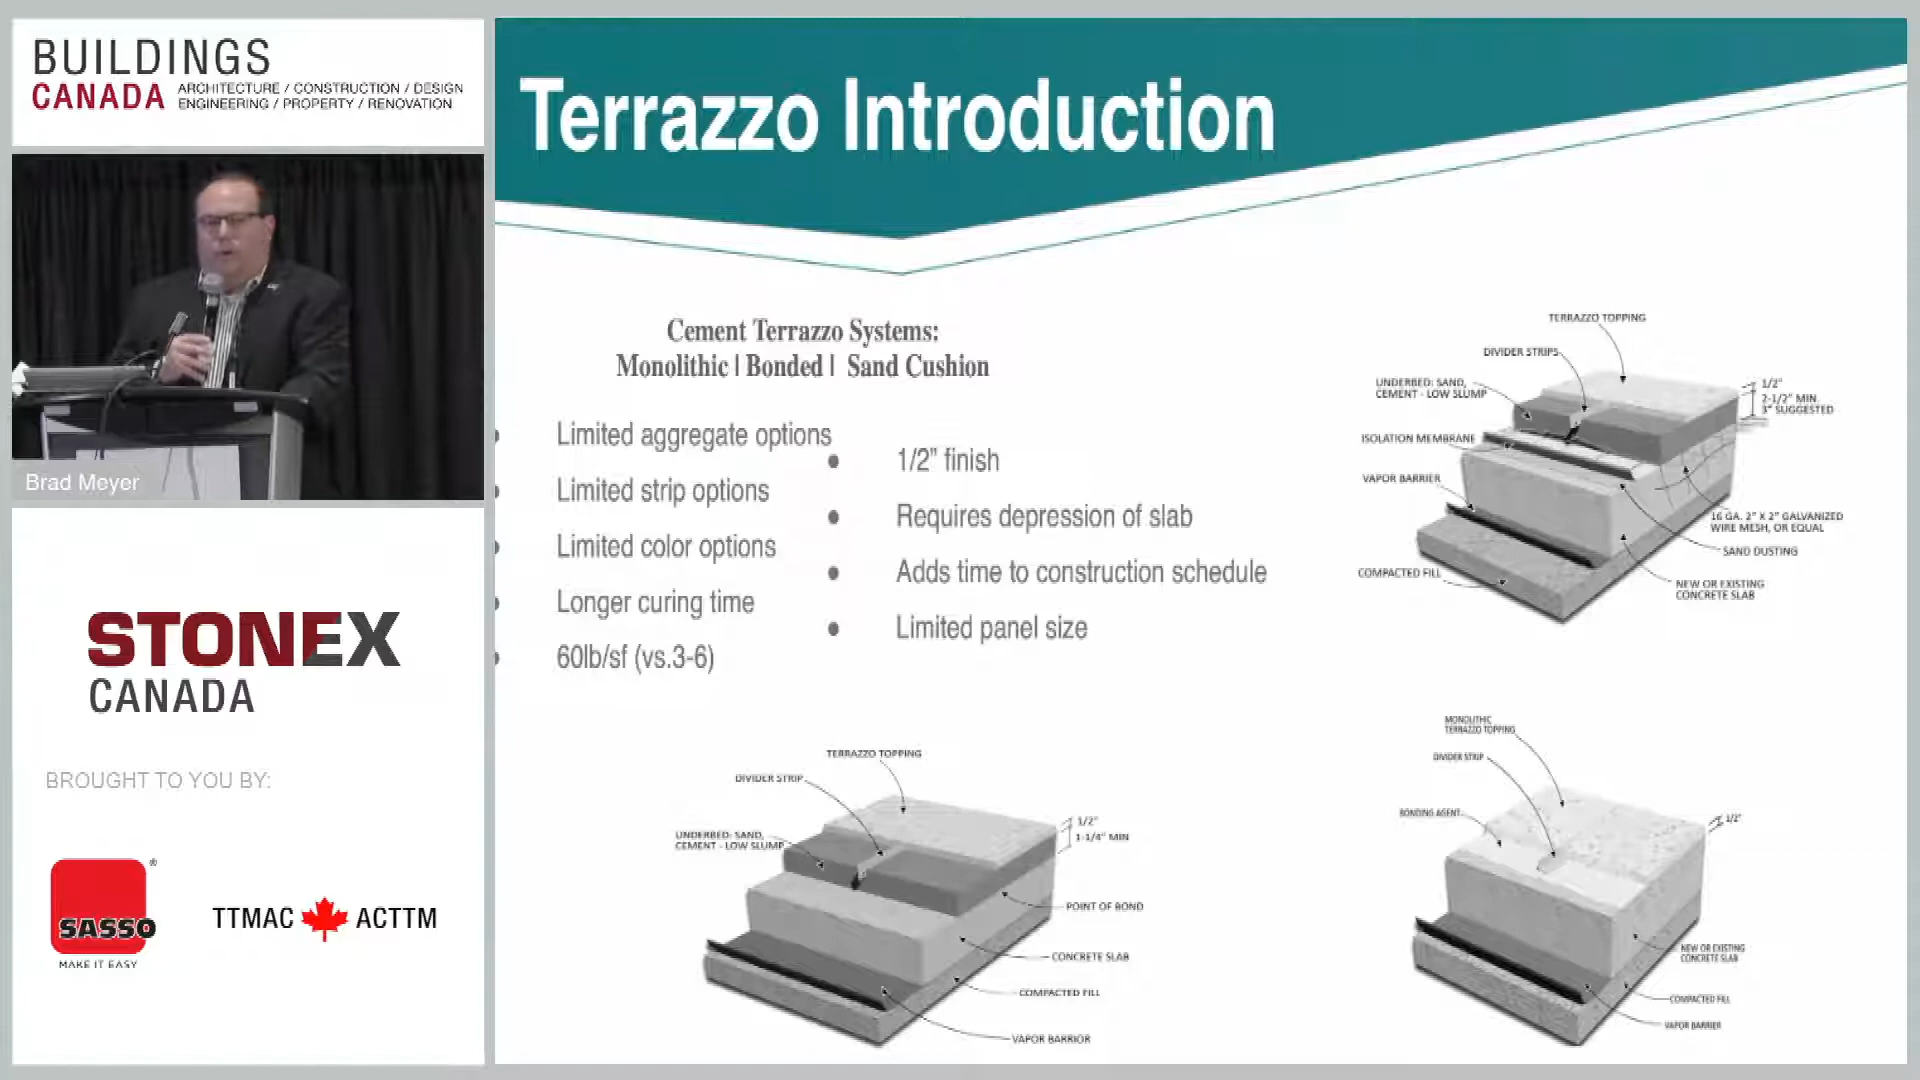 BUILDINGS
CANADA
ARCHITECTURE / CONSTRUCTION / DESIGN
ENGINEERING / PROPERTY / RENOVATION
Brad Meyer
STONEX
CANADA
BROUGHT TO YOU BY:
SASSO
®
MAKE IT EASY
TTMAC ACTTM
Terrazzo Introduction
Cement Terrazzo Systems:
Monolithic | Bonded | Sand Cushion
• Limited aggregate options
• Limited strip options
• Limited color options
• Longer curing time
• 60lb/sf (vs.3-6)
• 1/2” finish
• Requires depression of slab
• Adds time to construction schedule
• Limited panel size
TERRAZZO TOPPING
DIVIDER STRIPS
UNDERBED: SAND,
CEMENT - LOW SLUMP
ISOLATION MEMBRANE
VAPOR BARRIER
COMPACTED FILL
1/2"
2-1/2" MIN.
3" SUGGESTED
16 GA. 2" X 2" GALVANIZED
WIRE MESH, OR EQUAL
SAND DUSTING
NEW OR EXISTING
CONCRETE SLAB
TERRAZZO TOPPING
DIVIDER STRIP
UNDERBED: SAND,
CEMENT - LOW SLUMP
1/2"
1-1/4" MIN
POINT OF BOND
CONCRETE SLAB
COMPACTED FILL
VAPOR BARRIOR
MONOLITHIC
TERRAZZO TOPPING
DIVIDER STRIP
BONDING AGENT
1/2"
NEW OR EXISTING
CONCRETE SLAB
COMPACTED FILL
VAPOR BARRIER